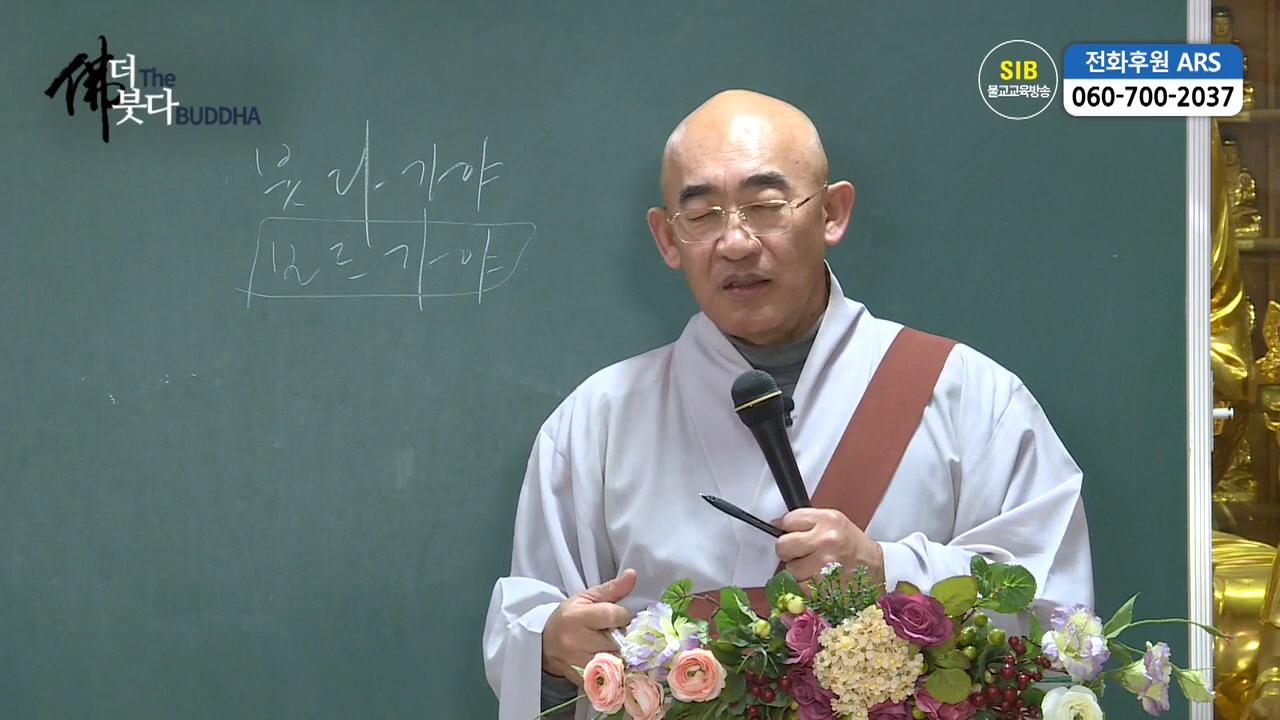 佛
더 The
붓다 BUDDHA
SIB
불교교육방송
전화후원 ARS
060-700-2037
붓다가야
보르가야